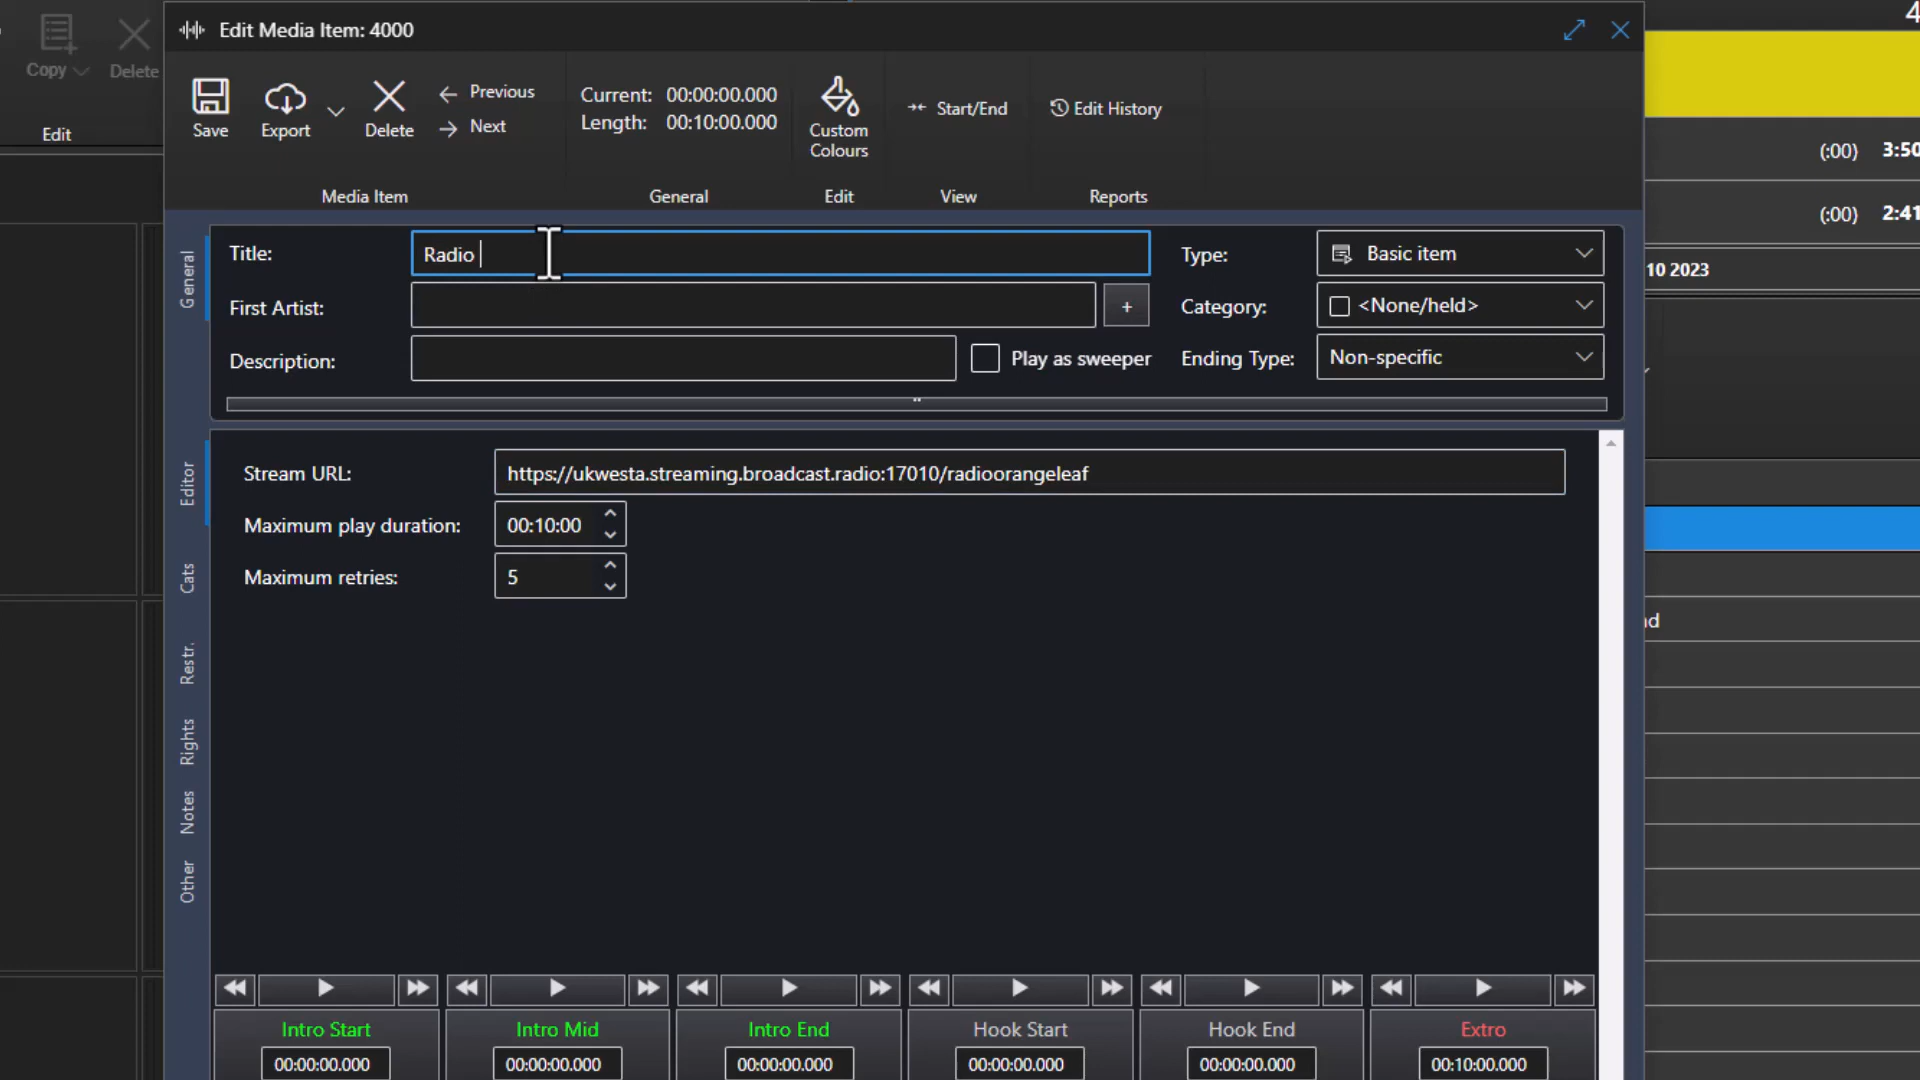 Edit Media Item: 4000
Copy
Delete
Edit
Save
Export
Delete
Previous
Next
Media Item
Current: 00:00:00.000
Length: 00:10:00.000
General
Custom
Colours
Edit
Start/End
View
Edit History
Reports
(:00) 3:50
(:00) 2:41
10 2023
General
Title: Radio
Type: Basic item
First Artist: +
Category: <None/held>
Description:
Play as sweeper
Ending Type: Non-specific
Editor
Cats
Restr.
Rights
Notes
Other
Stream URL: https://ukwesta.streaming.broadcast.radio:17010/radioorangeleaf
Maximum play duration: 00:10:00
Maximum retries: 5
Intro Start
Intro Mid
Intro End
Hook Start
Hook End
Extro
00:00:00.000
00:00:00.000
00:00:00.000
00:00:00.000
00:00:00.000
00:10:00.000